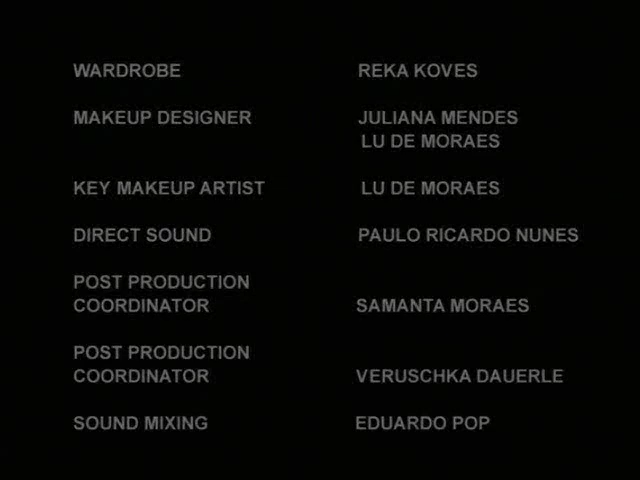 WARDROBE REKA KOVES
MAKEUP DESIGNER JULIANA MENDES
LU DE MORAES
KEY MAKEUP ARTIST LU DE MORAES
DIRECT SOUND PAULO RICARDO NUNES
POST PRODUCTION
COORDINATOR SAMANTA MORAES
POST PRODUCTION
COORDINATOR VERUSCHKA DAUERLE
SOUND MIXING EDUARDO POP